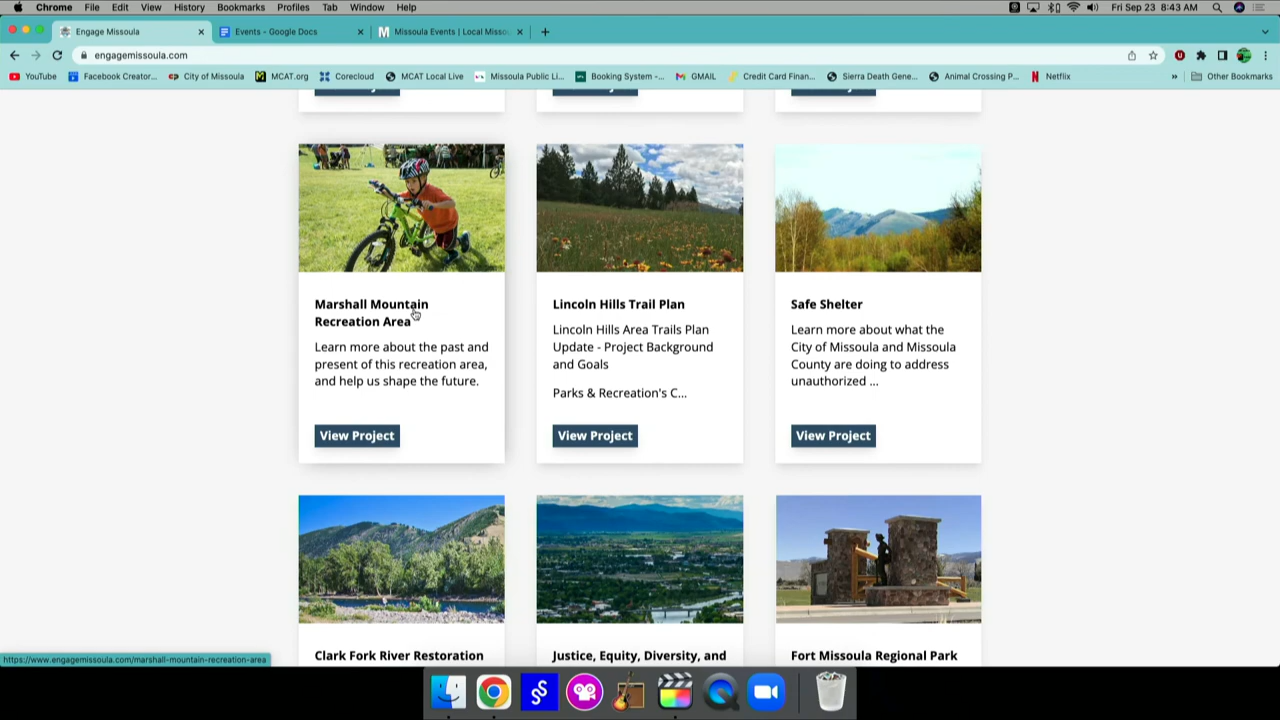 Chrome File Edit View History Bookmarks Profiles Tab Window Help Fri Sep 23 8:43 AM
Engage Missoula Events - Google Docs Missoula Events | Local Misso...
engagemissoula.com
YouTube Facebook Creator... City of Missoula MCAT.org Corecloud MCAT Local Live Missoula Public Li... Booking System -... GMAIL Credit Card Finan... Sierra Death Gene... Animal Crossing P... Netflix » Other Bookmarks
Marshall Mountain
Recreation Area
Learn more about the past and
present of this recreation area,
and help us shape the future.
View Project
Lincoln Hills Trail Plan
Lincoln Hills Area Trails Plan
Update - Project Background
and Goals
Parks & Recreation's C...
View Project
Safe Shelter
Learn more about what the
City of Missoula and Missoula
County are doing to address
unauthorized ...
View Project
Clark Fork River Restoration
Justice, Equity, Diversity, and
Fort Missoula Regional Park
https://www.engagemissoula.com/marshall-mountain-recreation-area